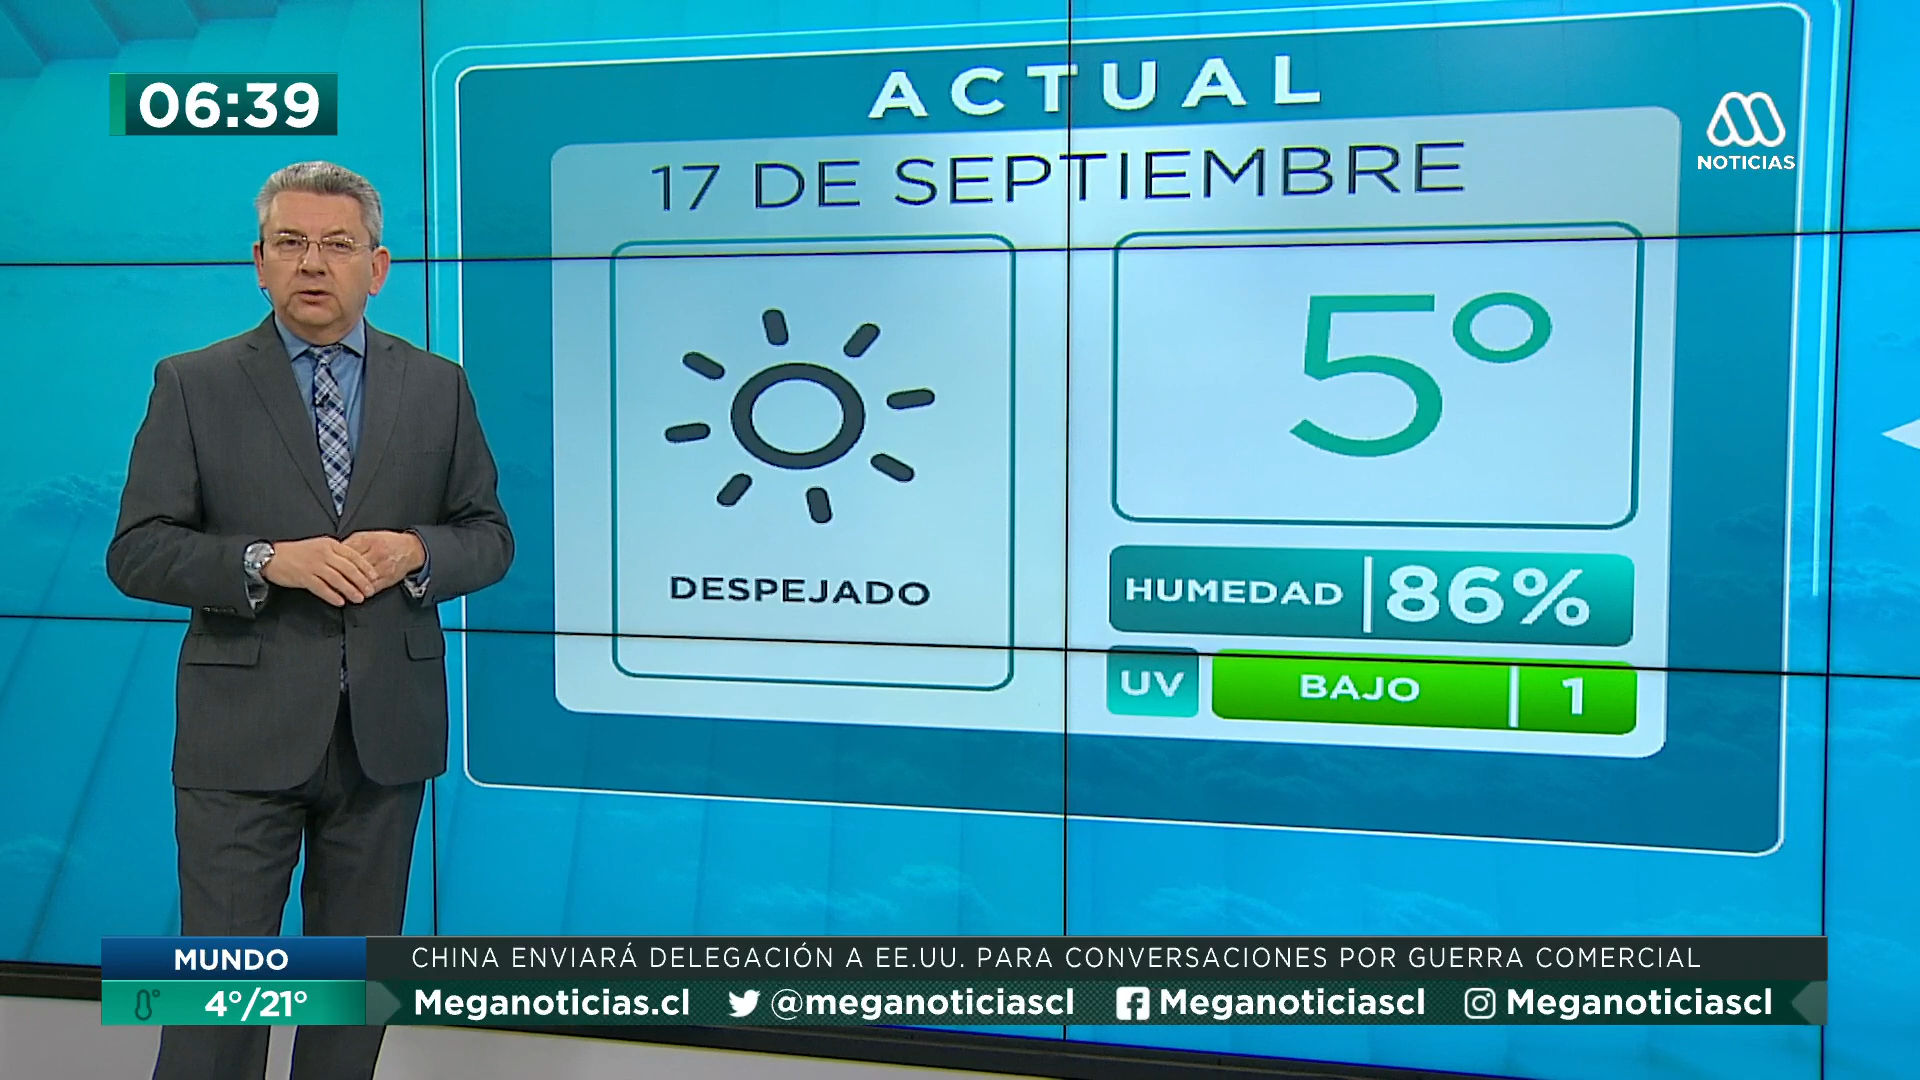 06:39
ACTUAL
NOTICIAS
17 DE SEPTIEMBRE
5°
DESPEJADO
HUMEDAD 86%
UV BAJO 1
MUNDO
CHINA ENVIARÁ DELEGACIÓN A EE.UU. PARA CONVERSACIONES POR GUERRA COMERCIAL
4°/21°
Meganoticias.cl @meganoticiascl Meganoticiascl Meganoticiascl